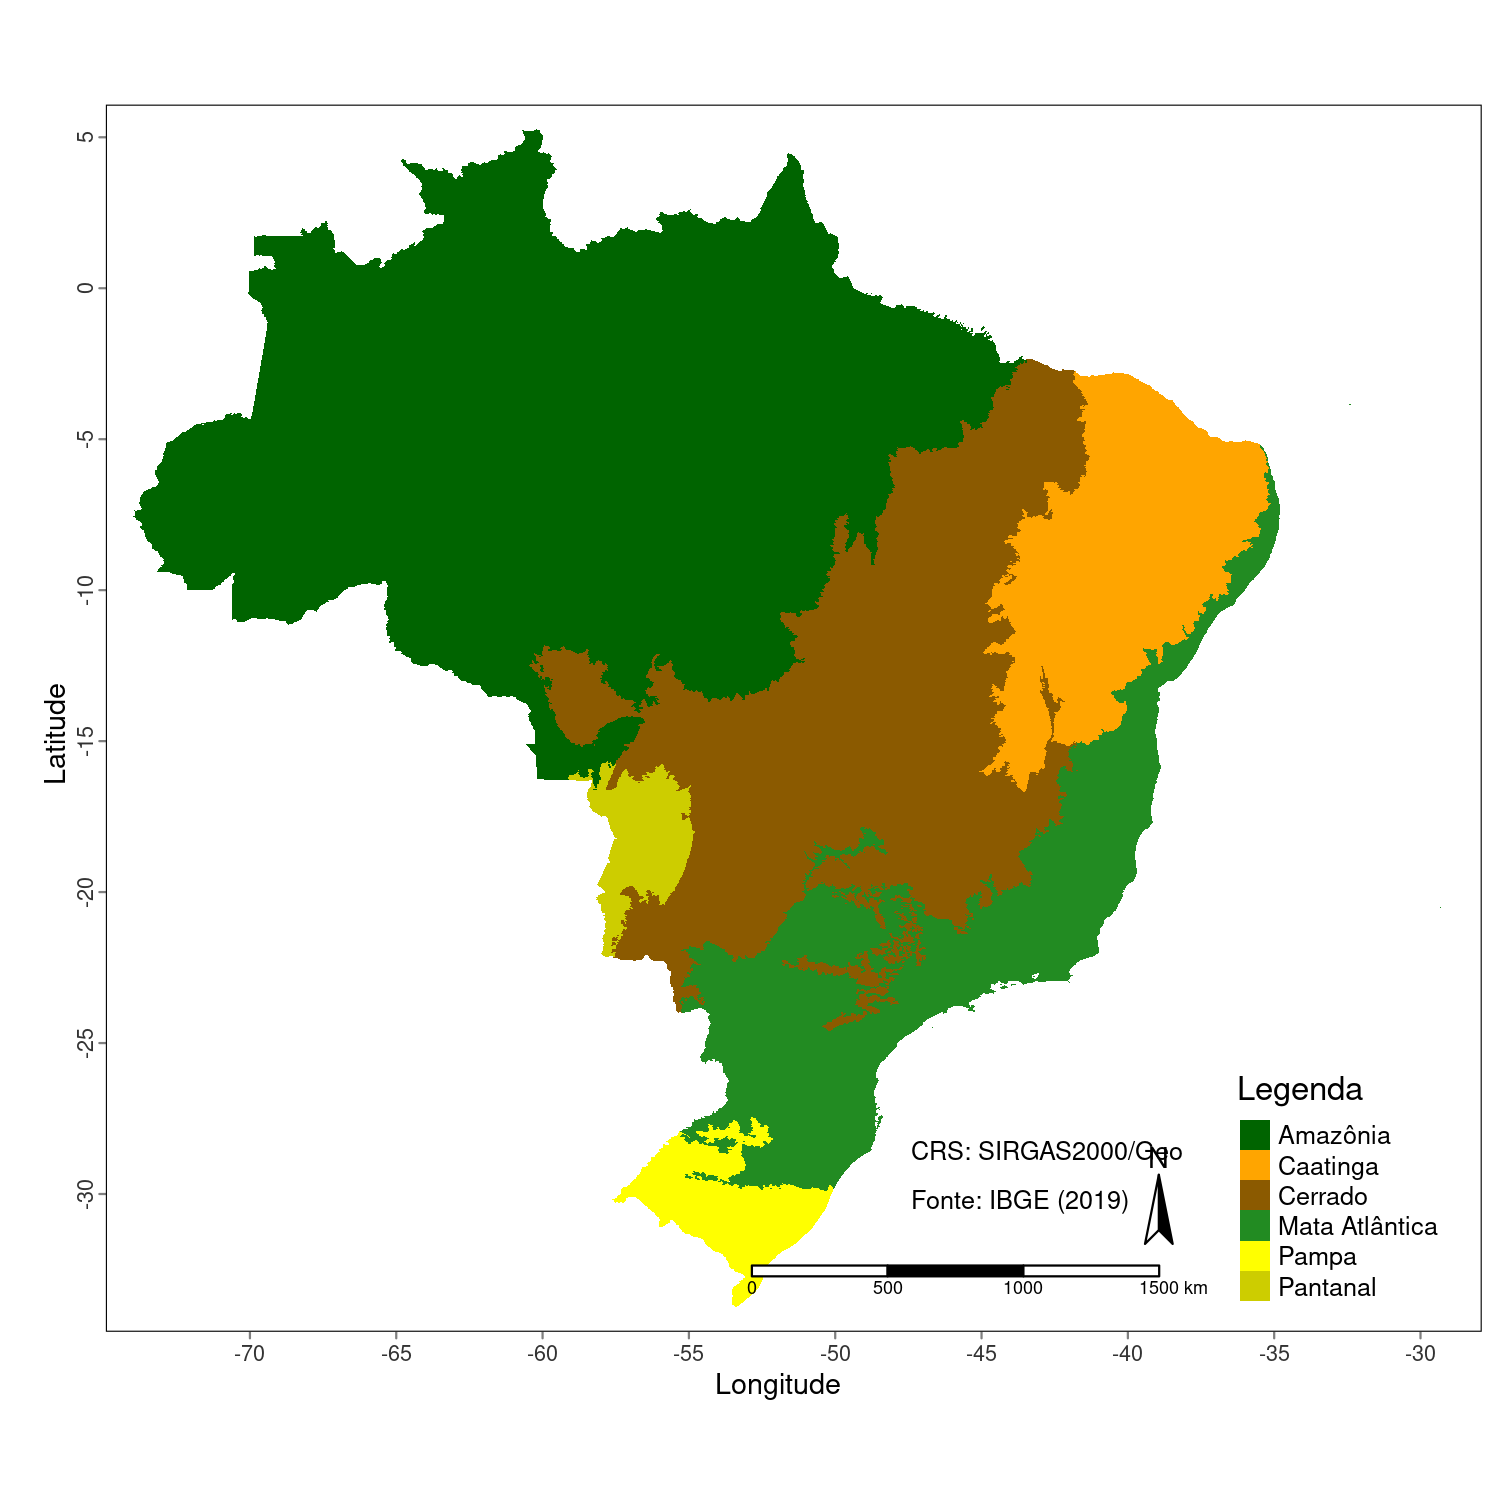 5
0
-5
-10
-15
-20
-25
-30
Latitude
-70
-65
-60
-55
-50
-45
-40
-35
-30
Longitude
CRS: SIRGAS2000/Geo
N
Fonte: IBGE (2019)
0 500 1000 1500 km
Legenda
Amazônia
Caatinga
Cerrado
Mata Atlântica
Pampa
Pantanal